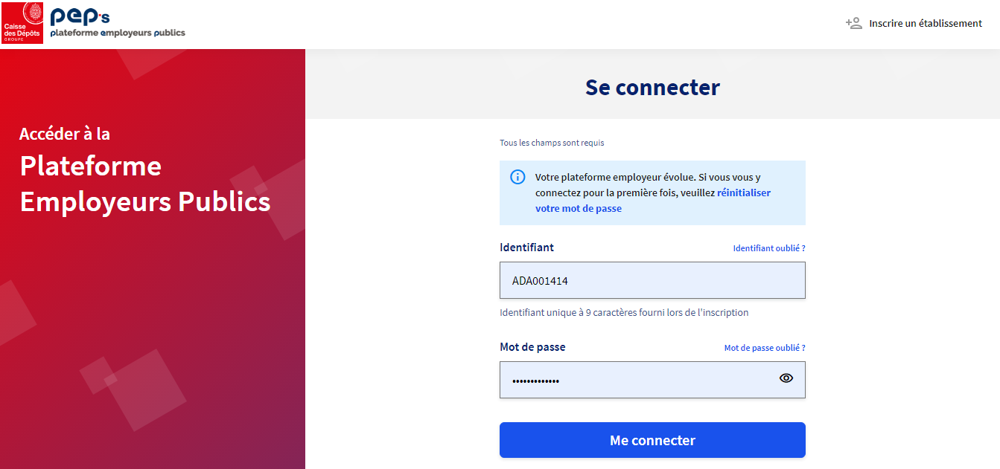 Caisse
des Dépôts
GROUPE
pep's
plateforme employeurs publics
Inscrire un établissement
Accéder à la
Plateforme
Employeurs Publics
Se connecter
Tous les champs sont requis
Votre plateforme employeur évolue. Si vous vous y
connectez pour la première fois, veuillez réinitialiser
votre mot de passe
Identifiant
Identifiant oublié ?
ADA001414
Identifiant unique à 9 caractères fourni lors de l'inscription
Mot de passe
Mot de passe oublié ?
•••••••••••••
Me connecter